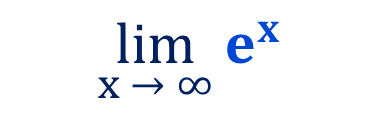 lim eˣ
x → ∞